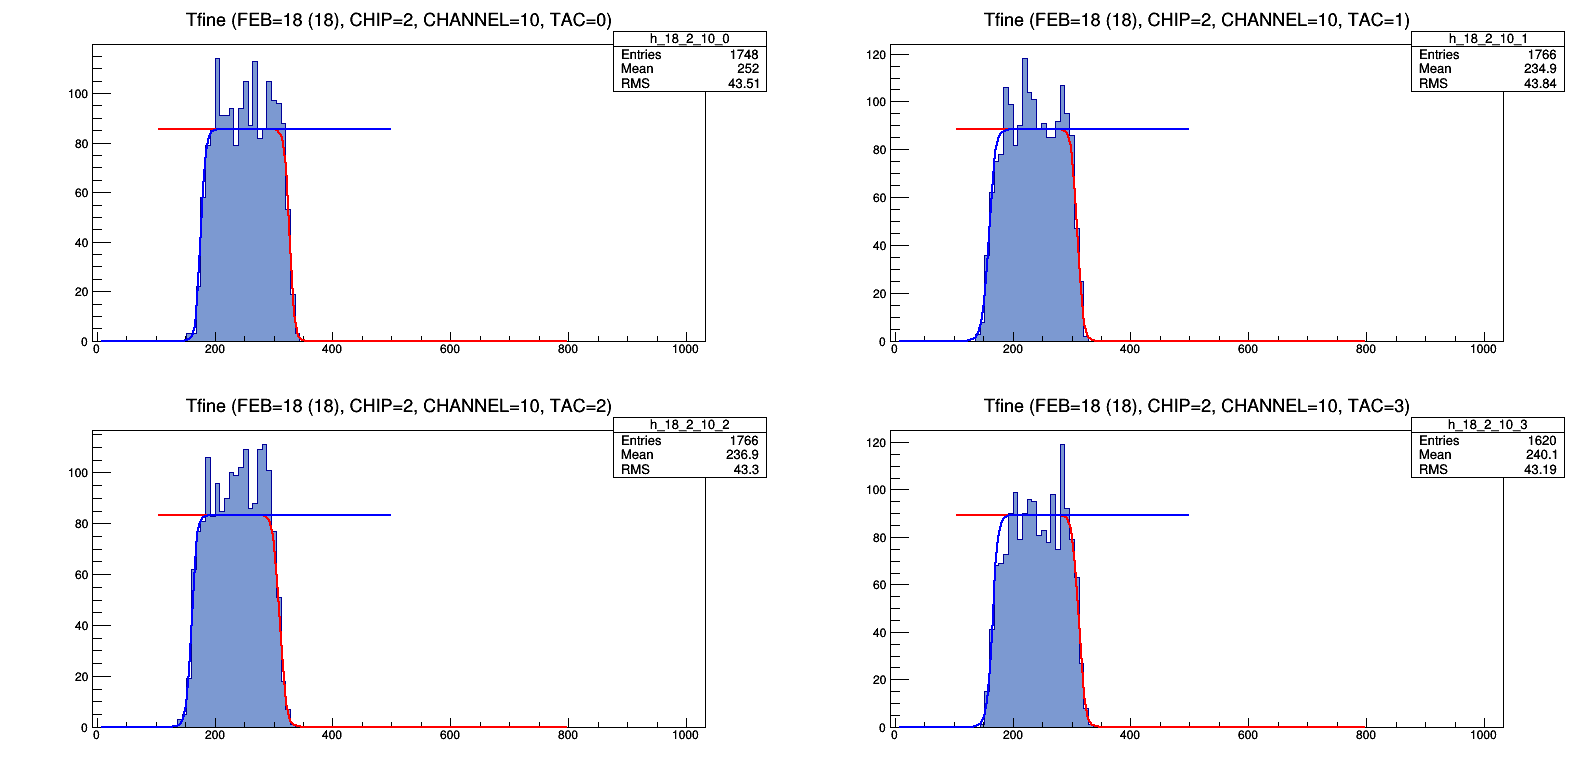 Tfine (FEB=18 (18), CHIP=2, CHANNEL=10, TAC=0)
h_18_2_10_0
Entries 1748
Mean 252
RMS 43.51
100
80
60
40
20
0
0 200 400 600 800 1000
Tfine (FEB=18 (18), CHIP=2, CHANNEL=10, TAC=1)
h_18_2_10_1
Entries 1766
Mean 234.9
RMS 43.84
120
100
80
60
40
20
0
0 200 400 600 800 1000
Tfine (FEB=18 (18), CHIP=2, CHANNEL=10, TAC=2)
h_18_2_10_2
Entries 1766
Mean 236.9
RMS 43.3
100
80
60
40
20
0
0 200 400 600 800 1000
Tfine (FEB=18 (18), CHIP=2, CHANNEL=10, TAC=3)
h_18_2_10_3
Entries 1620
Mean 240.1
RMS 43.19
120
100
80
60
40
20
0
0 200 400 600 800 1000